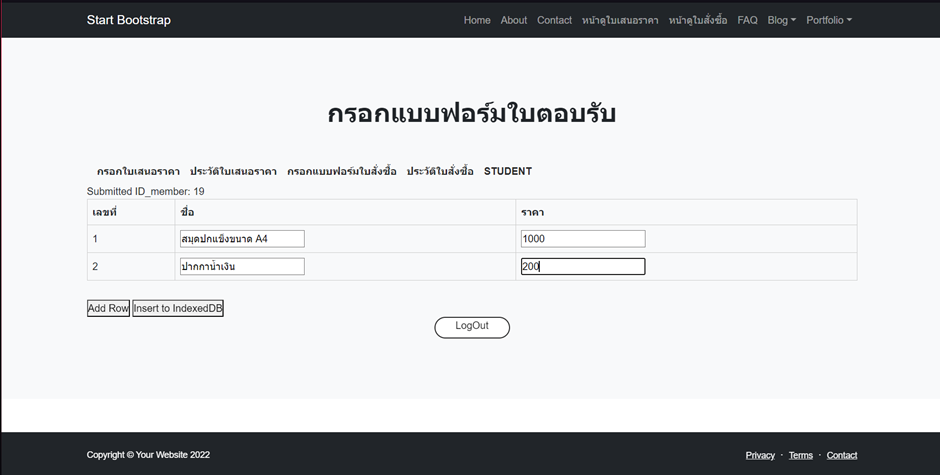 Start Bootstrap Home About Contact หน้าดูใบเสนอราคา หน้าดูใบสั่งซื้อ FAQ Blog Portfolio
กรอกแบบฟอร์มใบตอบรับ
กรอกใบเสนอราคา ประวัติใบเสนอราคา กรอกแบบฟอร์มใบสั่งซื้อ ประวัติใบสั่งซื้อ STUDENT
Submitted ID_member: 19
เลขที่ ชื่อ ราคา
1 สมุดปกแข็งขนาด A4 1000
2 ปากกาน้ำเงิน 200
Add Row Insert to IndexedDB
LogOut
Copyright © Your Website 2022 Privacy · Terms · Contact